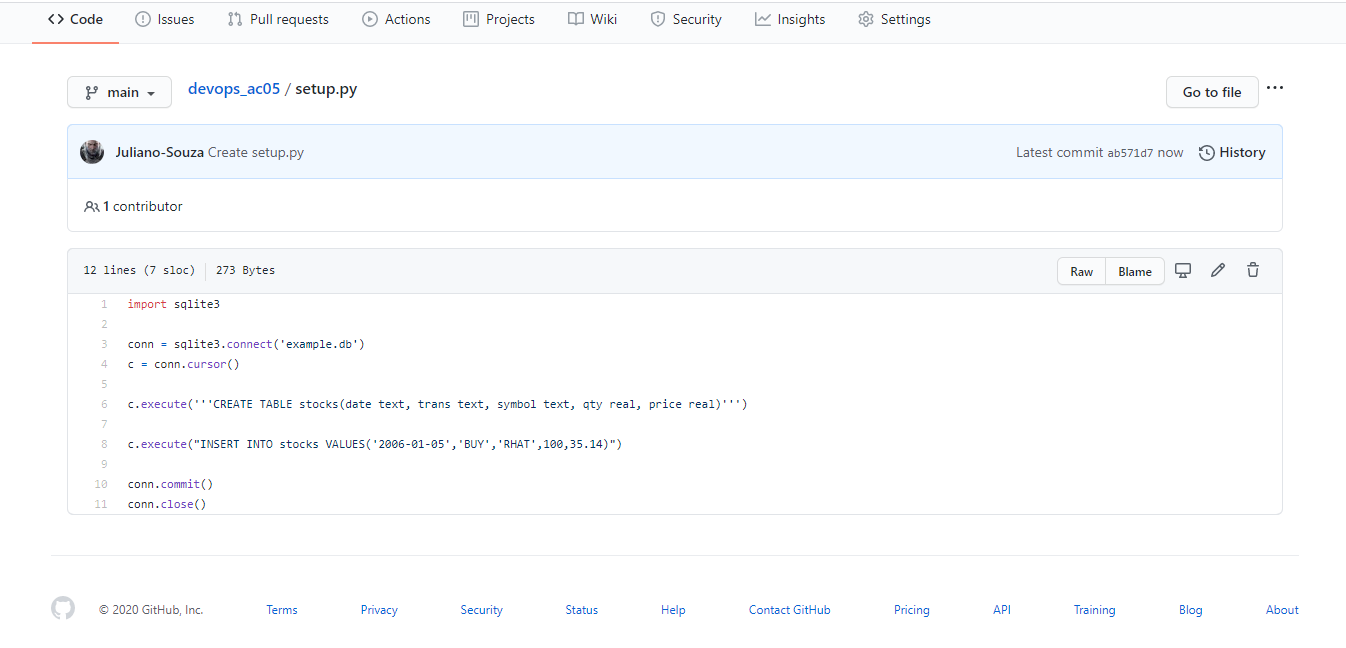 Code Issues Pull requests Actions Projects Wiki Security Insights Settings
main devops_ac05 / setup.py Go to file ...
Juliano-Souza Create setup.py Latest commit ab571d7 now History
1 contributor
12 lines (7 sloc) 273 Bytes Raw Blame
1 import sqlite3
2
3 conn = sqlite3.connect('example.db')
4 c = conn.cursor()
5
6 c.execute('''CREATE TABLE stocks(date text, trans text, symbol text, qty real, price real)''')
7
8 c.execute("INSERT INTO stocks VALUES('2006-01-05','BUY','RHAT',100,35.14)")
9
10 conn.commit()
11 conn.close()
© 2020 GitHub, Inc. Terms Privacy Security Status Help Contact GitHub Pricing API Training Blog About